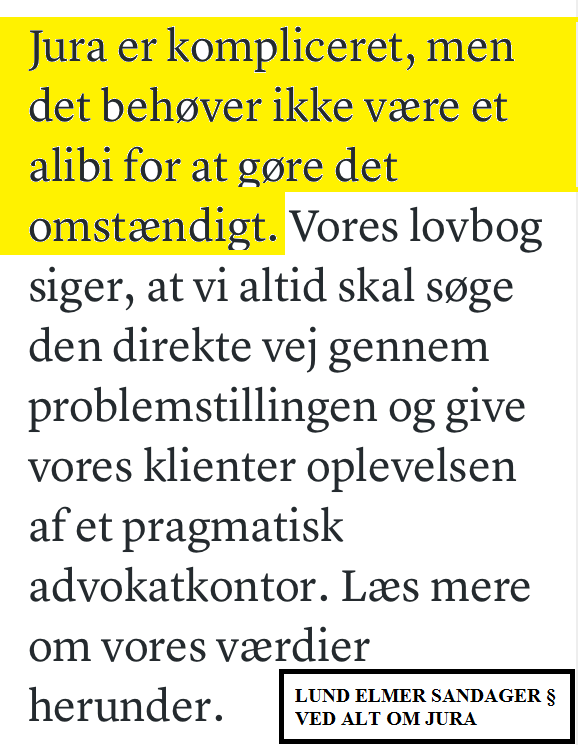 Jura er kompliceret, men
det behøver ikke være et
alibi for at gøre det
omstændigt. Vores lovbog
siger, at vi altid skal søge
den direkte vej gennem
problemstillingen og give
vores klienter oplevelsen
af et pragmatisk
advokatkontor. Læs mere
om vores værdier
herunder.
LUND ELMER SANDAGER §
VED ALT OM JURA